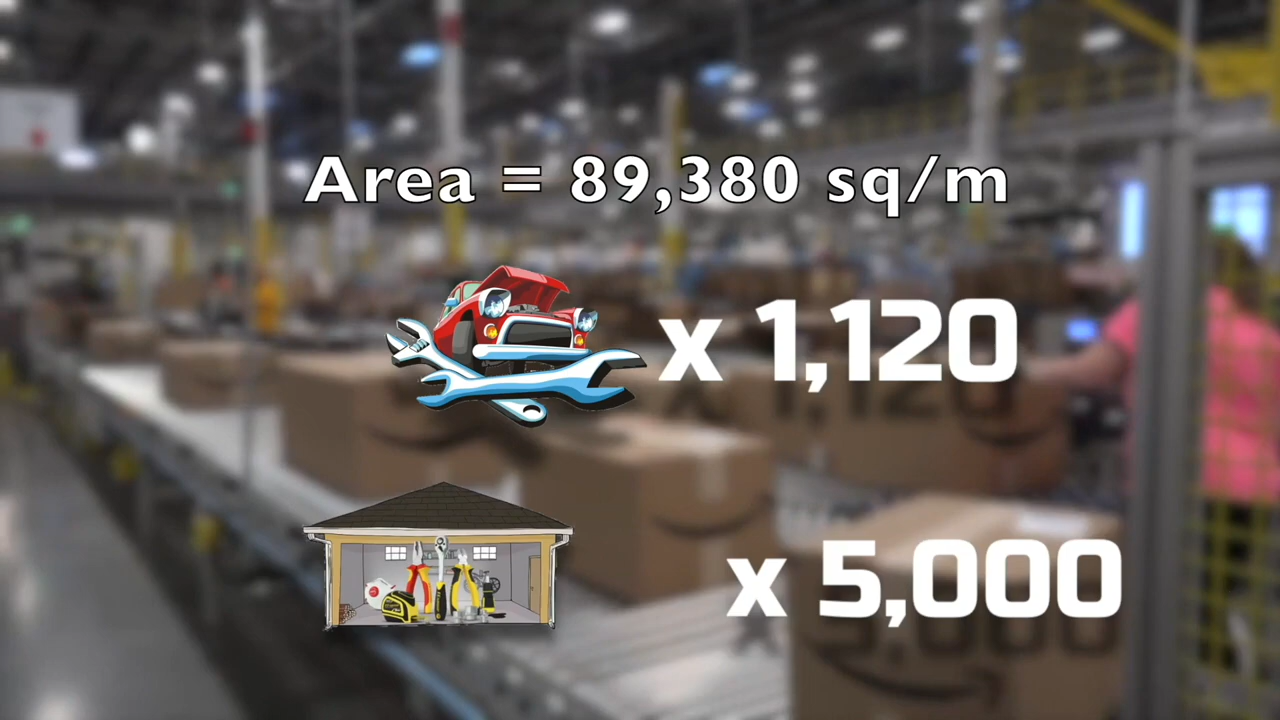 Area = 89,380 sq/m
x 1,120
x 5,000